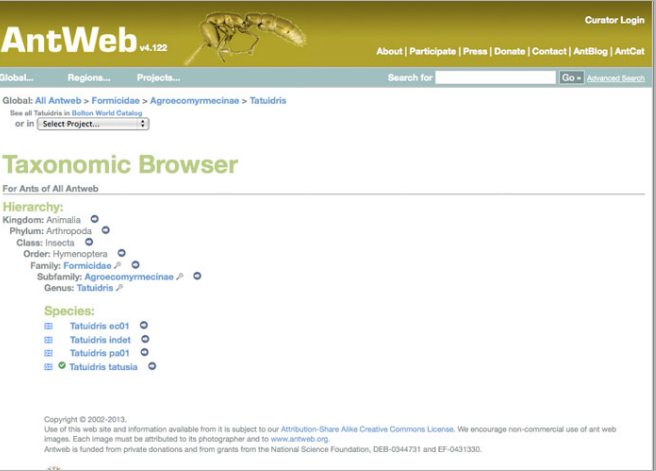 Curator Login
AntWeb v4.122
About | Participate | Press | Donate | Contact | AntBlog | AntCat
Global... Regions... Projects... Search for Go » Advanced Search
Global: All Antweb > Formicidae > Agroecomyrmecinae > Tatuidris
See all Tatuidris in Bolton World Catalog
or in Select Project...
Taxonomic Browser
For Ants of All Antweb
Hierarchy:
Kingdom: Animalia
Phylum: Arthropoda
Class: Insecta
Order: Hymenoptera
Family: Formicidae
Subfamily: Agroecomyrmecinae
Genus: Tatuidris
Species:
Tatuidris ec01
Tatuidris indet
Tatuidris pa01
Tatuidris tatusia
Copyright © 2002-2013.
Use of this web site and information available from it is subject to our Attribution-Share Alike Creative Commons License. We encourage non-commercial use of ant web
images. Each image must be attributed to its photographer and to www.antweb.org.
Antweb is funded from private donations and from grants from the National Science Foundation, DEB-0344731 and EF-0431330.